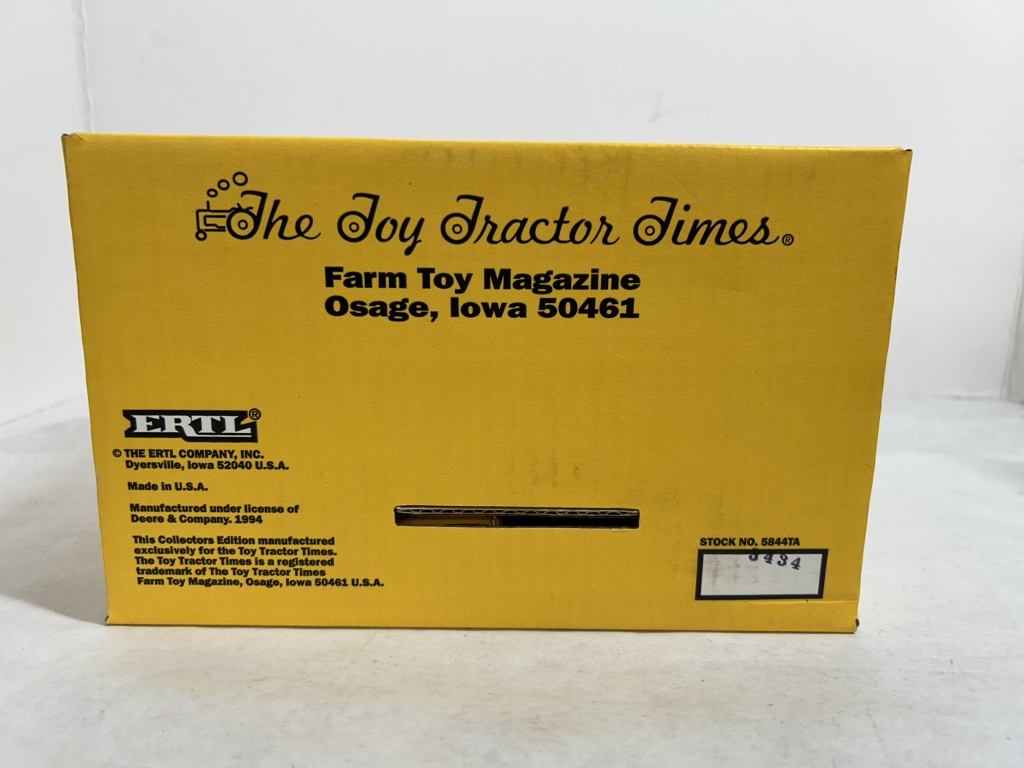 The Toy Tractor Times®
Farm Toy Magazine
Osage, Iowa 50461
ERTL®
© THE ERTL COMPANY, INC.
Dyersville, Iowa 52040 U.S.A.
Made in U.S.A.
Manufactured under license of
Deere & Company. 1994
This Collectors Edition manufactured
exclusively for the Toy Tractor Times.
The Toy Tractor Times is a registered
trademark of The Toy Tractor Times
Farm Toy Magazine, Osage, Iowa 50461 U.S.A.
STOCK NO. 5844TA
3434